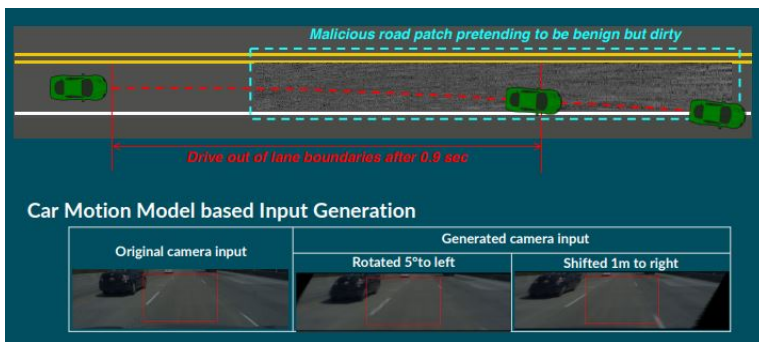 Malicious road patch pretending to be benign but dirty
Drive out of lane boundaries after 0.9 sec
Car Motion Model based Input Generation
Original camera input
Generated camera input
Rotated 5°to left
Shifted 1m to right